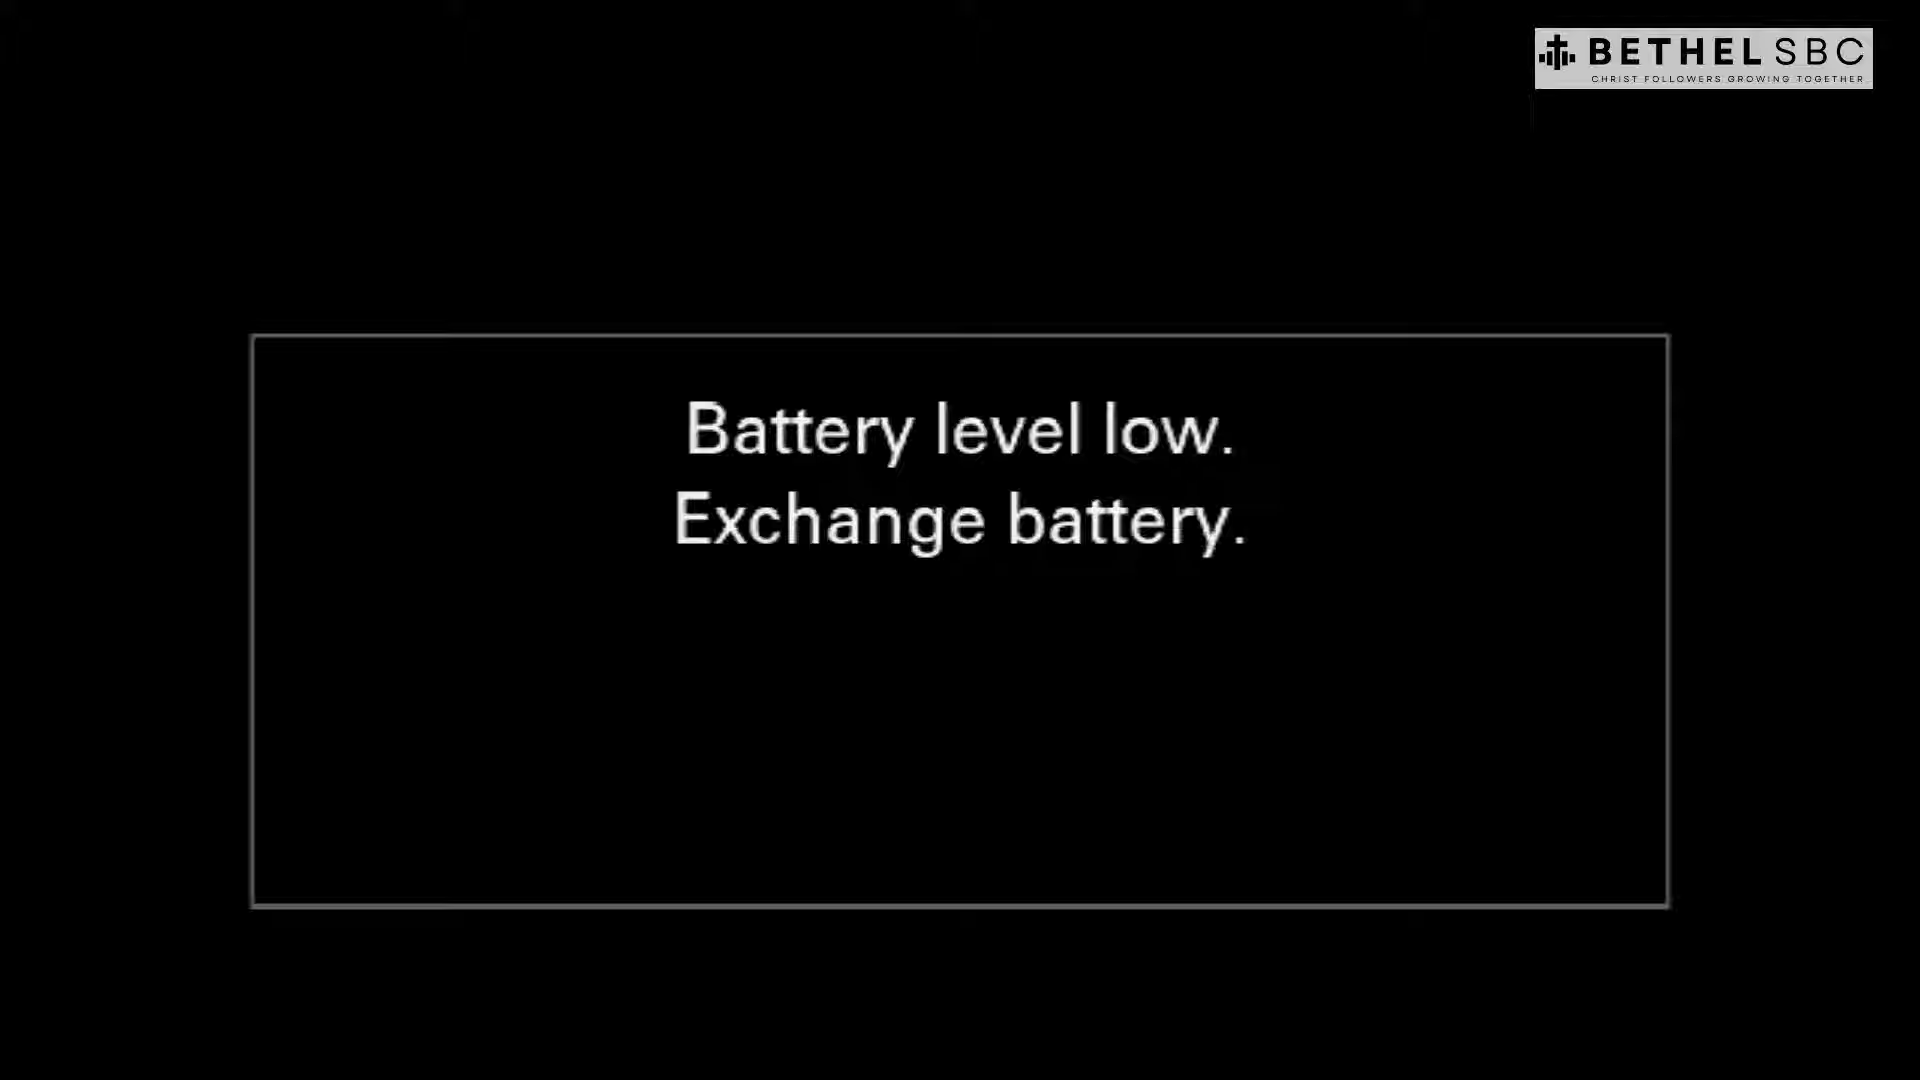 BETHEL SBC
CHRIST FOLLOWERS GROWING TOGETHER
Battery level low.
Exchange battery.